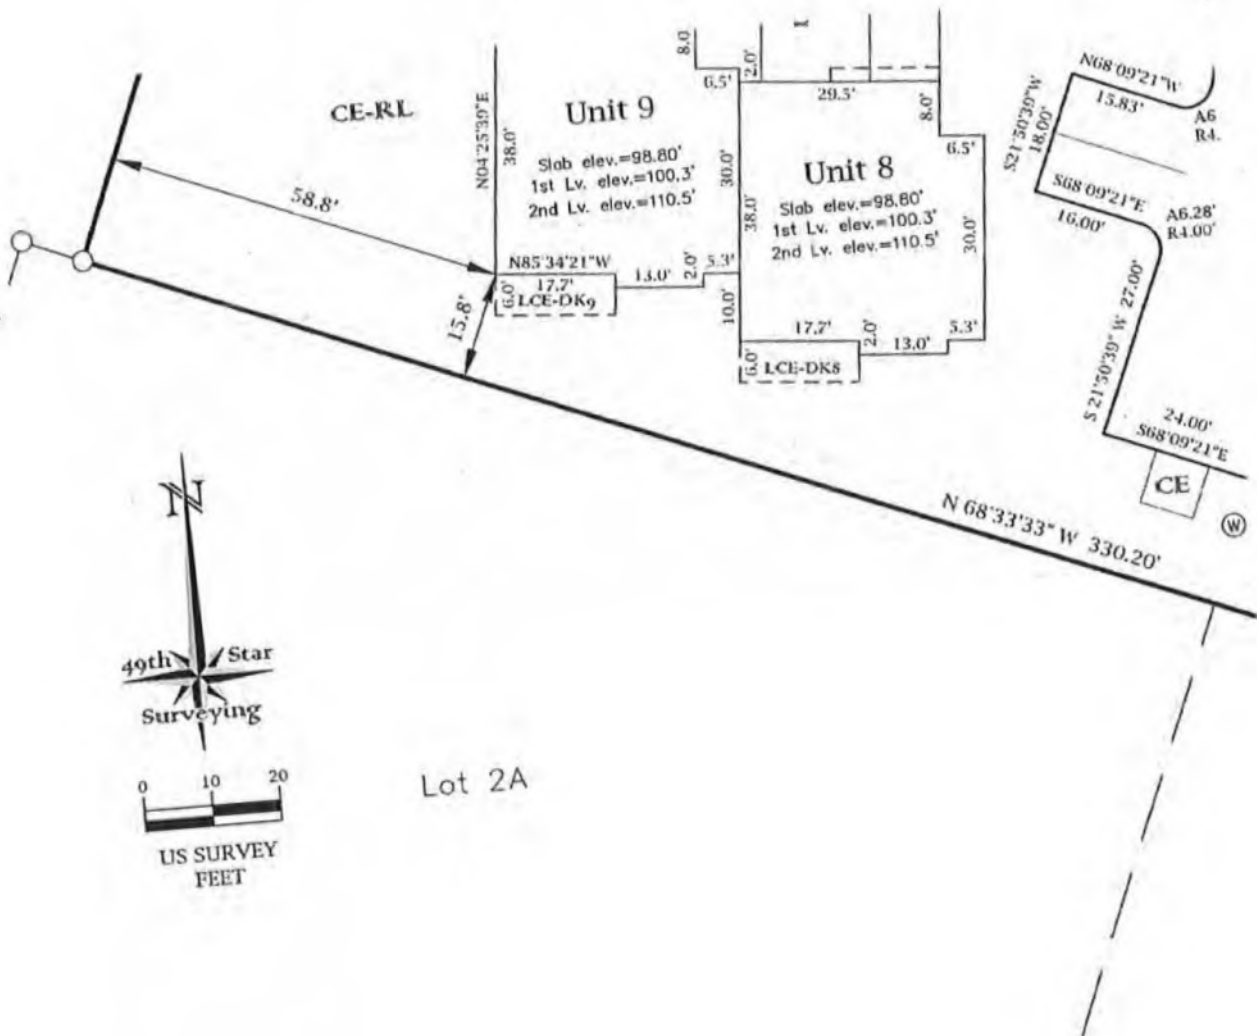 CE-RL
58.8'
N04°25'39"E
38.0'
Unit 9
Slab elev.=98.80'
1st Lv. elev.=100.3'
2nd Lv. elev.=110.5'
8.0
6.5'
2.0'
29.5'
8.0'
6.5'
30.0'
38.0'
Unit 8
Slab elev.=98.80'
1st Lv. elev.=100.3'
2nd Lv. elev.=110.5'
30.0'
N85°34'21"W
17.7'
6.0'
LCE-DK9
13.0'
2.0'
5.3'
10.0'
15.8'
17.7'
6.0'
LCE-DK8
2.0'
13.0'
5.3'
N68°09'21"W
15.83'
A6
R4.
S21°50'39"W
18.00'
S68°09'21"E
16.00'
A6.28'
R4.00'
S 21°50'39" W 27.00'
24.00'
S68°09'21"E
CE
W
N 68°33'33" W 330.20'
N
49th Star
Surveying
0 10 20
US SURVEY
FEET
Lot 2A